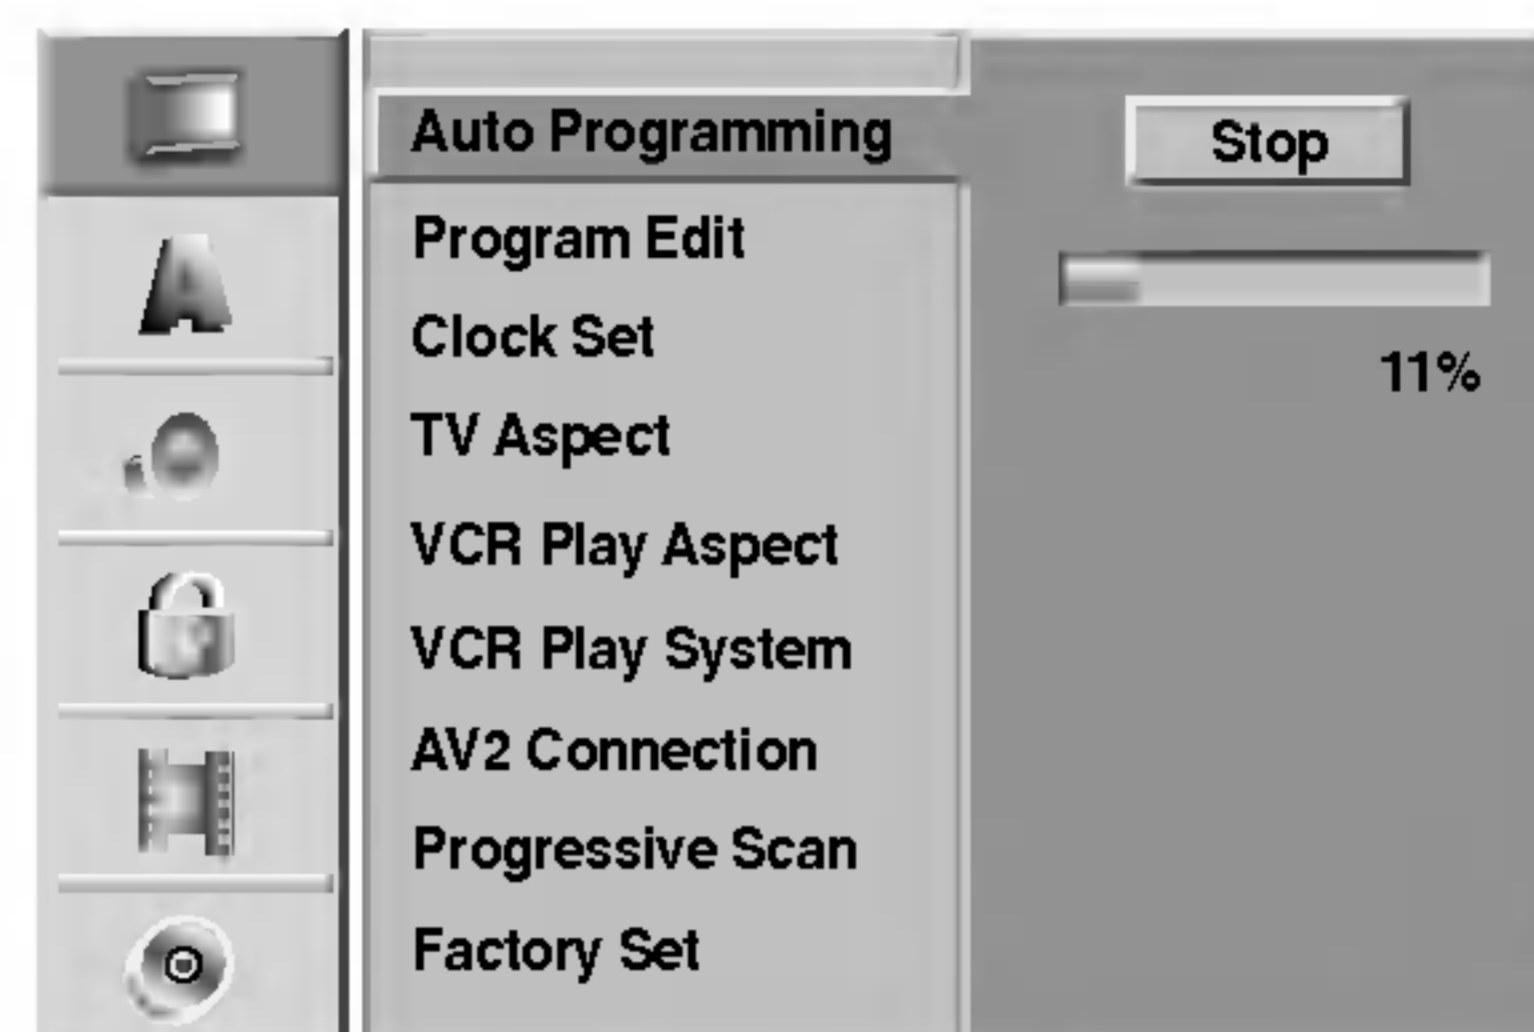 Auto Programming
Stop
Program Edit
Clock Set
11%
TV Aspect
VCR Play Aspect
VCR Play System
AV2 Connection
Progressive Scan
Factory Set